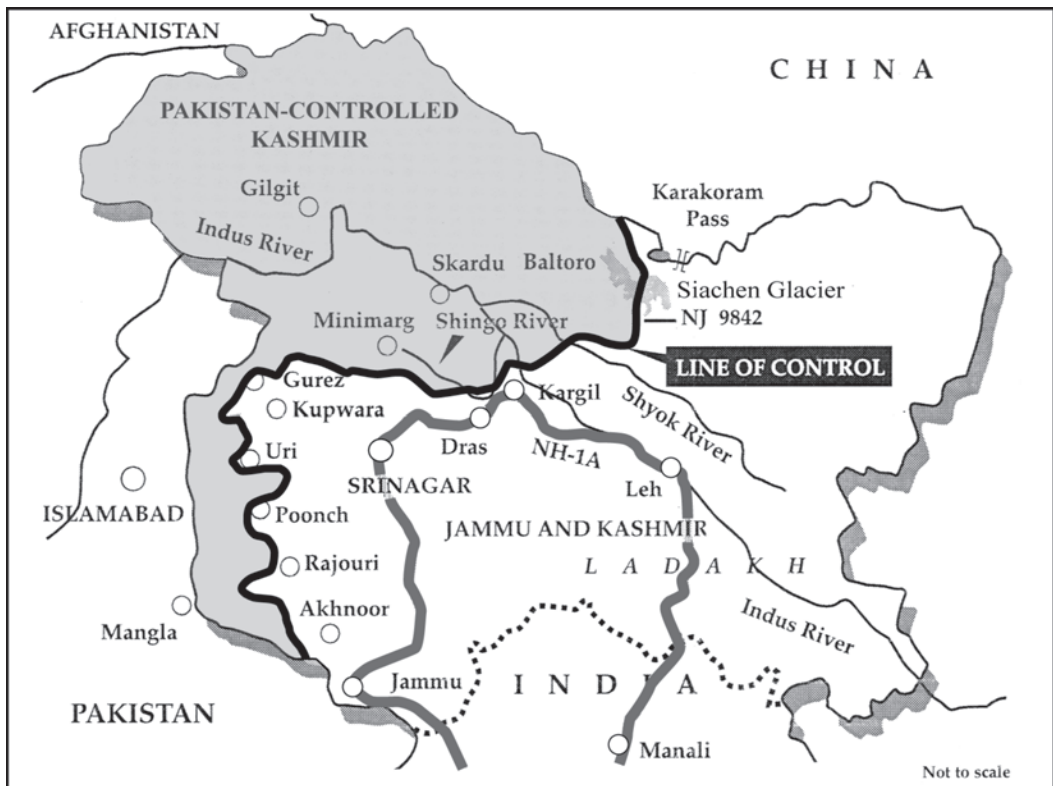 AFGHANISTAN
C H I N A
PAKISTAN-CONTROLLED
KASHMIR
Gilgit
Karakoram
Pass
Indus River
Skardu
Baltoro
Siachen Glacier
NJ 9842
Minimarg
Shingo River
LINE OF CONTROL
Gurez
Kargil
Kupwara
Shyok River
Uri
Dras
NH-1A
SRINAGAR
Leh
ISLAMABAD
Poonch
JAMMU AND KASHMIR
Rajouri
L A D A K H
Akhnoor
Mangla
Indus River
Jammu
I N D I A
PAKISTAN
Manali
Not to scale